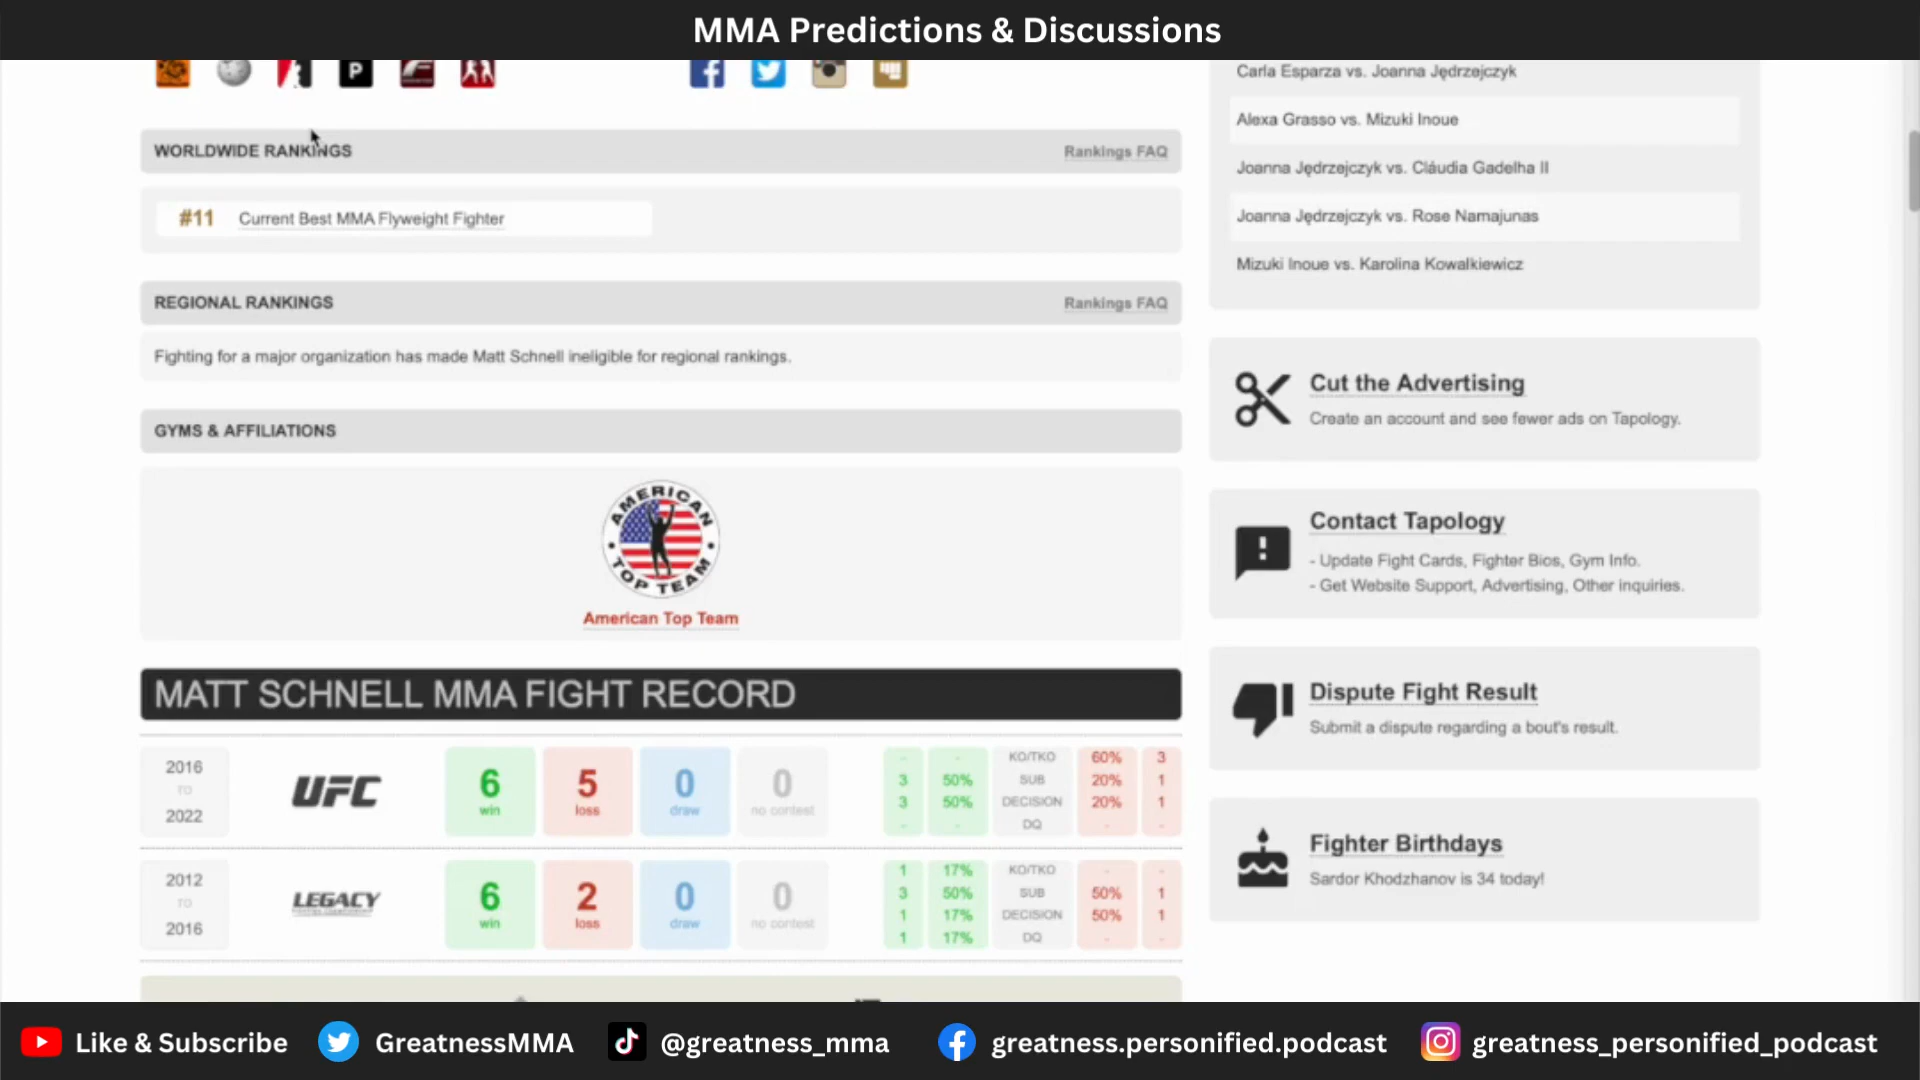 MMA Predictions & Discussions
P
WORLDWIDE RANKINGS
Rankings FAQ
#11 Current Best MMA Flyweight Fighter
REGIONAL RANKINGS
Rankings FAQ
Fighting for a major organization has made Matt Schnell ineligible for regional rankings.
GYMS & AFFILIATIONS
AMERICAN TOP TEAM
American Top Team
MATT SCHNELL MMA FIGHT RECORD
2016 TO 2022
UFC
6 win
5 loss
0 draw
0 no contest
- - KO/TKO 60% 3
3 50% SUB 20% 1
3 50% DECISION 20% 1
- - DQ - -
2012 TO 2016
LEGACY
6 win
2 loss
0 draw
0 no contest
1 17% KO/TKO - -
3 50% SUB 50% 1
1 17% DECISION 50% 1
1 17% DQ - -
Carla Esparza vs. Joanna Jędrzejczyk
Alexa Grasso vs. Mizuki Inoue
Joanna Jędrzejczyk vs. Cláudia Gadelha II
Joanna Jędrzejczyk vs. Rose Namajunas
Mizuki Inoue vs. Karolina Kowalkiewicz
Cut the Advertising
Create an account and see fewer ads on Tapology.
Contact Tapology
- Update Fight Cards, Fighter Bios, Gym Info.
- Get Website Support, Advertising, Other inquiries.
Dispute Fight Result
Submit a dispute regarding a bout's result.
Fighter Birthdays
Sardor Khodzhanov is 34 today!
Like & Subscribe
GreatnessMMA
@greatness_mma
greatness.personified.podcast
greatness_personified_podcast